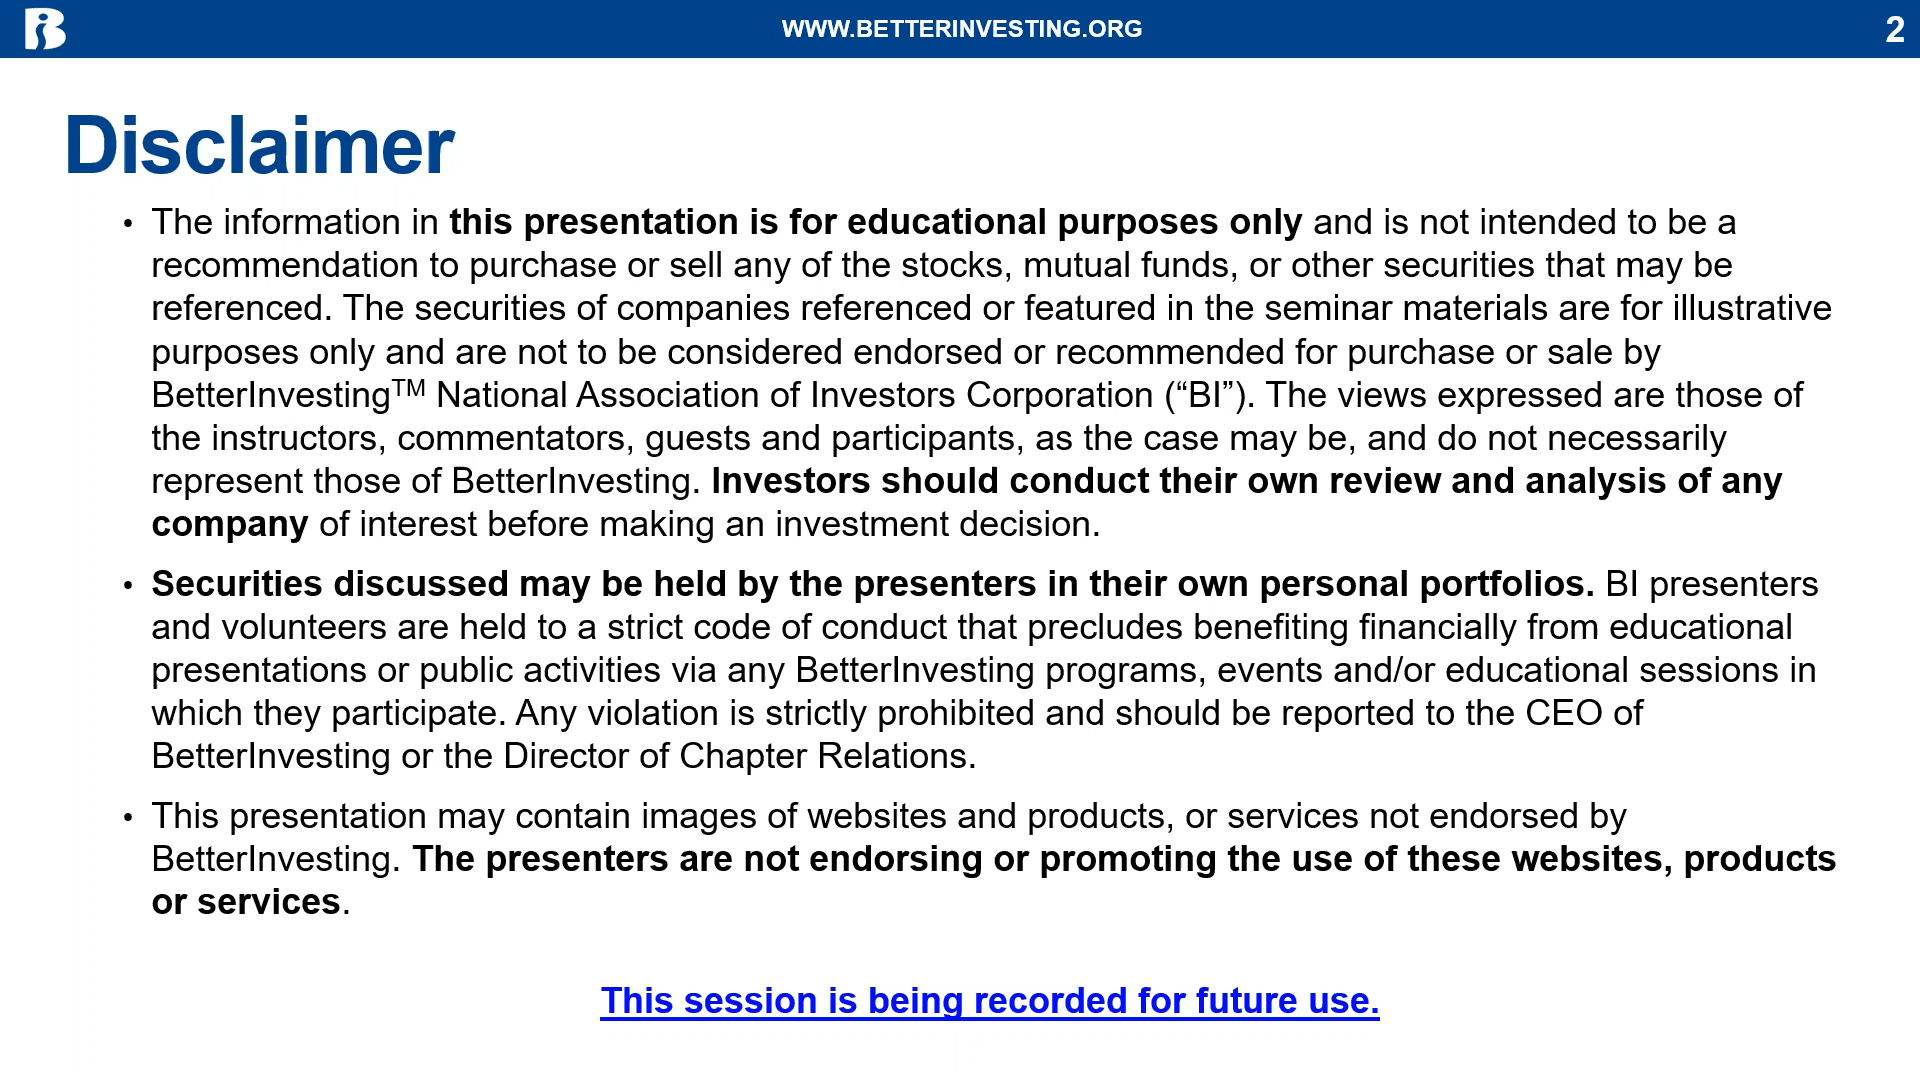 WWW.BETTERINVESTING.ORG
2
Disclaimer
• The information in this presentation is for educational purposes only and is not intended to be a
recommendation to purchase or sell any of the stocks, mutual funds, or other securities that may be
referenced. The securities of companies referenced or featured in the seminar materials are for illustrative
purposes only and are not to be considered endorsed or recommended for purchase or sale by
BetterInvesting™ National Association of Investors Corporation (“BI”). The views expressed are those of
the instructors, commentators, guests and participants, as the case may be, and do not necessarily
represent those of BetterInvesting. Investors should conduct their own review and analysis of any
company of interest before making an investment decision.
• Securities discussed may be held by the presenters in their own personal portfolios. BI presenters
and volunteers are held to a strict code of conduct that precludes benefiting financially from educational
presentations or public activities via any BetterInvesting programs, events and/or educational sessions in
which they participate. Any violation is strictly prohibited and should be reported to the CEO of
BetterInvesting or the Director of Chapter Relations.
• This presentation may contain images of websites and products, or services not endorsed by
BetterInvesting. The presenters are not endorsing or promoting the use of these websites, products
or services.
This session is being recorded for future use.